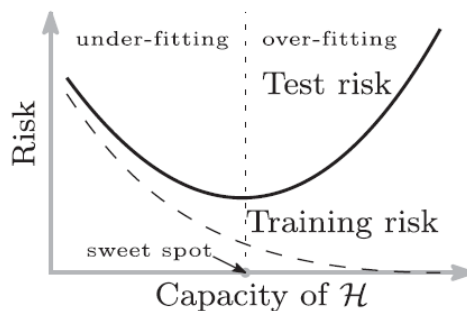 under-fitting
over-fitting
Test risk
Risk
Training risk
sweet spot
Capacity of ℋ